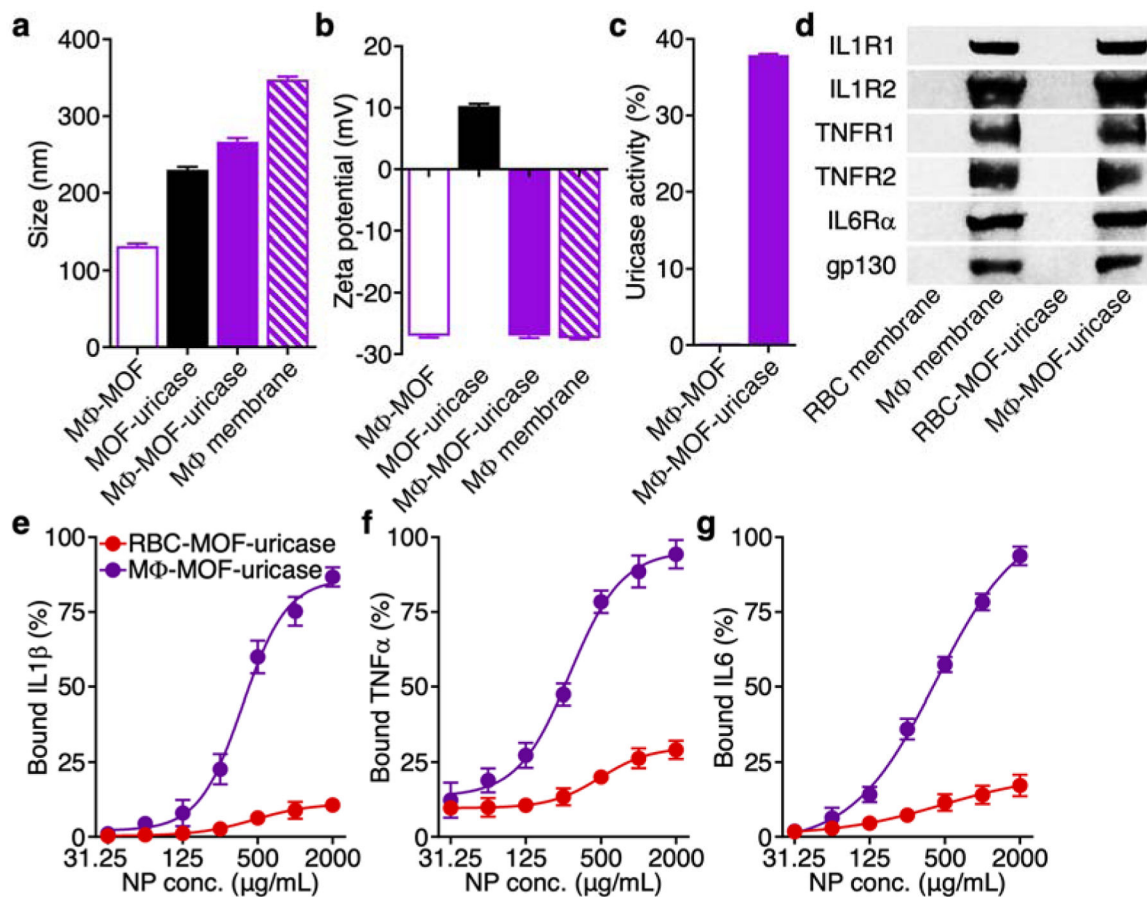 a
Size (nm)
400
300
200
100
0
MΦ-MOF
MOF-uricase
MΦ-MOF-uricase
MΦ membrane
b
Zeta potential (mV)
20
10
0
-10
-20
-30
MΦ-MOF
MOF-uricase
MΦ-MOF-uricase
MΦ membrane
c
Uricase activity (%)
40
30
20
10
0
MΦ-MOF
MΦ-MOF-uricase
d
IL1R1
IL1R2
TNFR1
TNFR2
IL6Rα
gp130
RBC membrane
MΦ membrane
RBC-MOF-uricase
MΦ-MOF-uricase
e
RBC-MOF-uricase
MΦ-MOF-uricase
Bound IL1β (%)
100
75
50
25
0
31.25 125 500 2000
NP conc. (μg/mL)
f
Bound TNFα (%)
100
75
50
25
0
31.25 125 500 2000
NP conc. (μg/mL)
g
Bound IL6 (%)
100
75
50
25
0
31.25 125 500 2000
NP conc. (μg/mL)